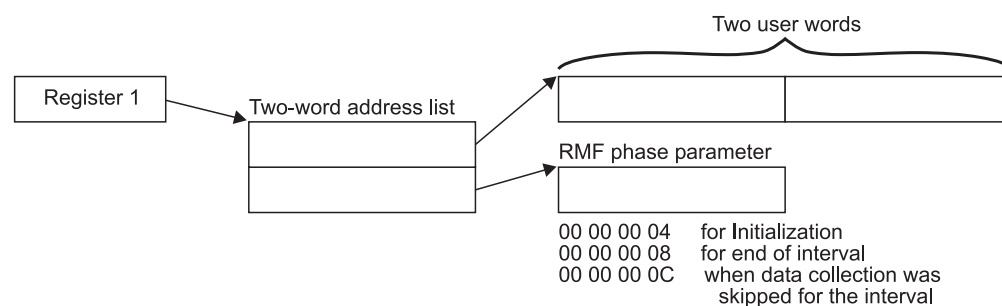 Two user words
Register 1
Two-word address list
RMF phase parameter
00 00 00 04 for Initialization
00 00 00 08 for end of interval
00 00 00 0C when data collection was
skipped for the interval